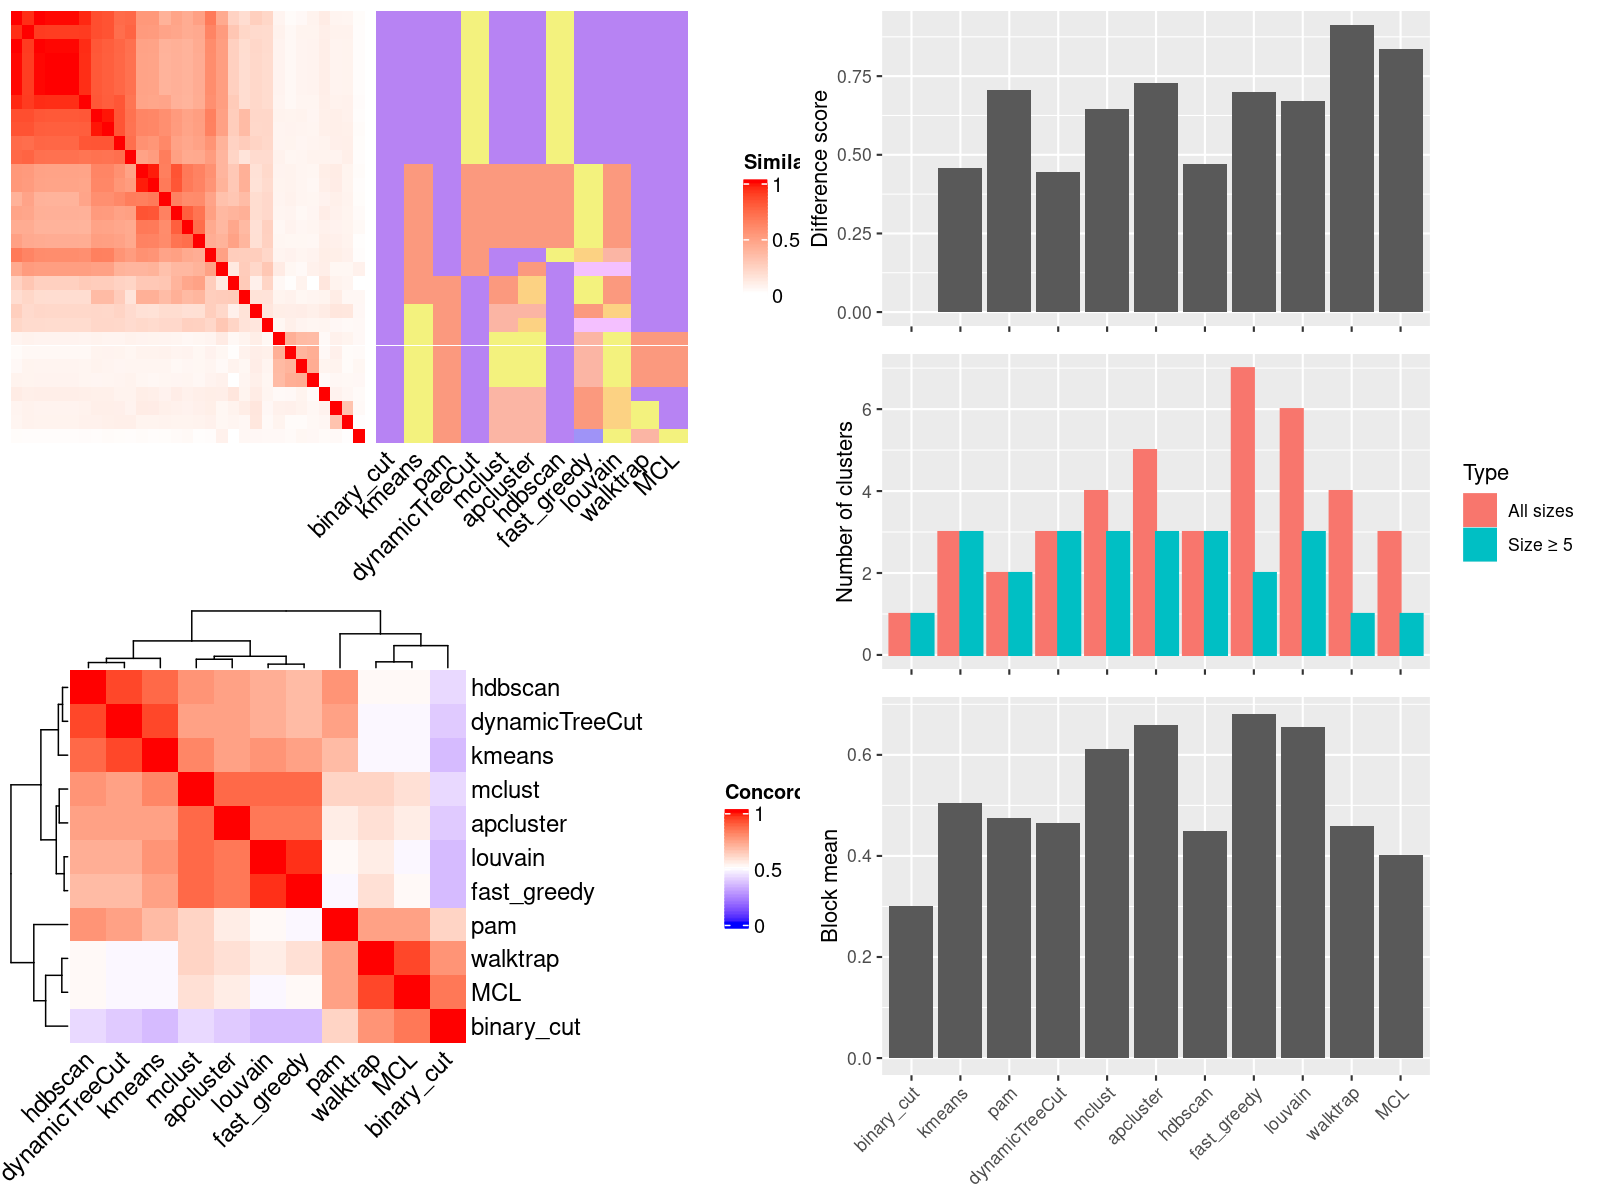 Simila
1
0.5
0
binary_cut
kmeans
pam
dynamicTreeCut
mclust
apcluster
hdbscan
fast_greedy
louvain
walktrap
MCL
hdbscan
dynamicTreeCut
kmeans
mclust
apcluster
louvain
fast_greedy
pam
walktrap
MCL
binary_cut
hdbscan
dynamicTreeCut
kmeans
mclust
apcluster
louvain
fast_greedy
pam
walktrap
MCL
binary_cut
Concord
1
0.5
0
Difference score
0.75
0.50
0.25
0.00
Number of clusters
6
4
2
0
Type
All sizes
Size ≥ 5
Block mean
0.6
0.4
0.2
0.0
binary_cut
kmeans
pam
dynamicTreeCut
mclust
apcluster
hdbscan
fast_greedy
louvain
walktrap
MCL